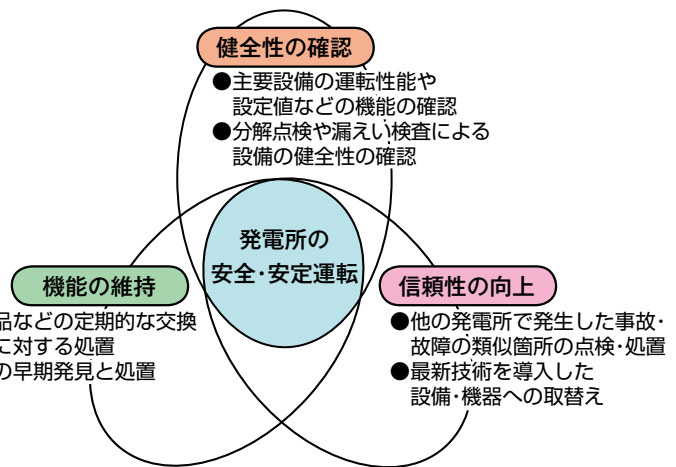 健全性の確認
●主要設備の運転性能や
設定値などの機能の確認
●分解点検や漏えい検査による
設備の健全性の確認
発電所の
安全・安定運転
機能の維持
品などの定期的な交換
に対する処置
の早期発見と処置
信頼性の向上
●他の発電所で発生した事故・
故障の類似箇所の点検・処置
●最新技術を導入した
設備・機器への取替え